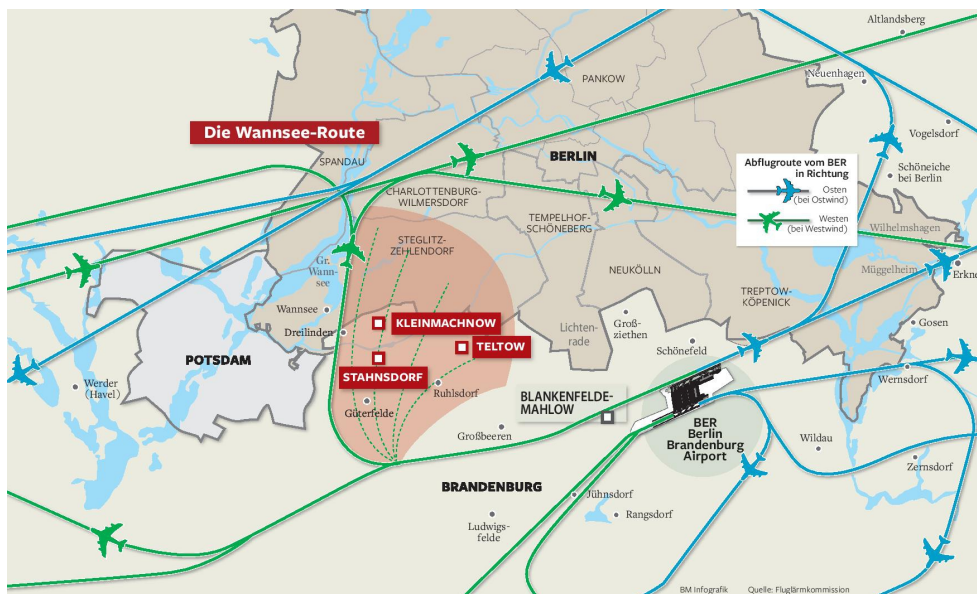 Altlandsberg
PANKOW
Neuenhagen
Die Wannsee-Route
Vogelsdorf
SPANDAU
BERLIN
Abflugroute vom BER
in Richtung
Osten
(bei Ostwind)
Westen
(bei Westwind)
Schöneiche
bei Berlin
CHARLOTTENBURG-
WILMERSDORF
TEMPELHOF-
SCHÖNEBERG
Wilhelmshagen
STEGLITZ-
ZEHLENDORF
Gr.
Wann-
see
NEUKÖLLN
Müggelheim
Erkne
TREPTOW-
KÖPENICK
Wannsee
Dreilinden
KLEINMACHNOW
TELTOW
STAHNSDORF
Lichten-
rade
Groß-
ziethen
Gosen
Schönefeld
POTSDAM
Werder
(Havel)
Wernsdorf
Ruhlsdorf
Güterfelde
BLANKENFELDE-
MAHLOW
Großbeeren
BER
Berlin
Brandenburg
Airport
Wildau
Zernsdorf
BRANDENBURG
Jühnsdorf
Rangsdorf
Ludwigs-
felde
BM Infografik
Quelle: Fluglärmkommission